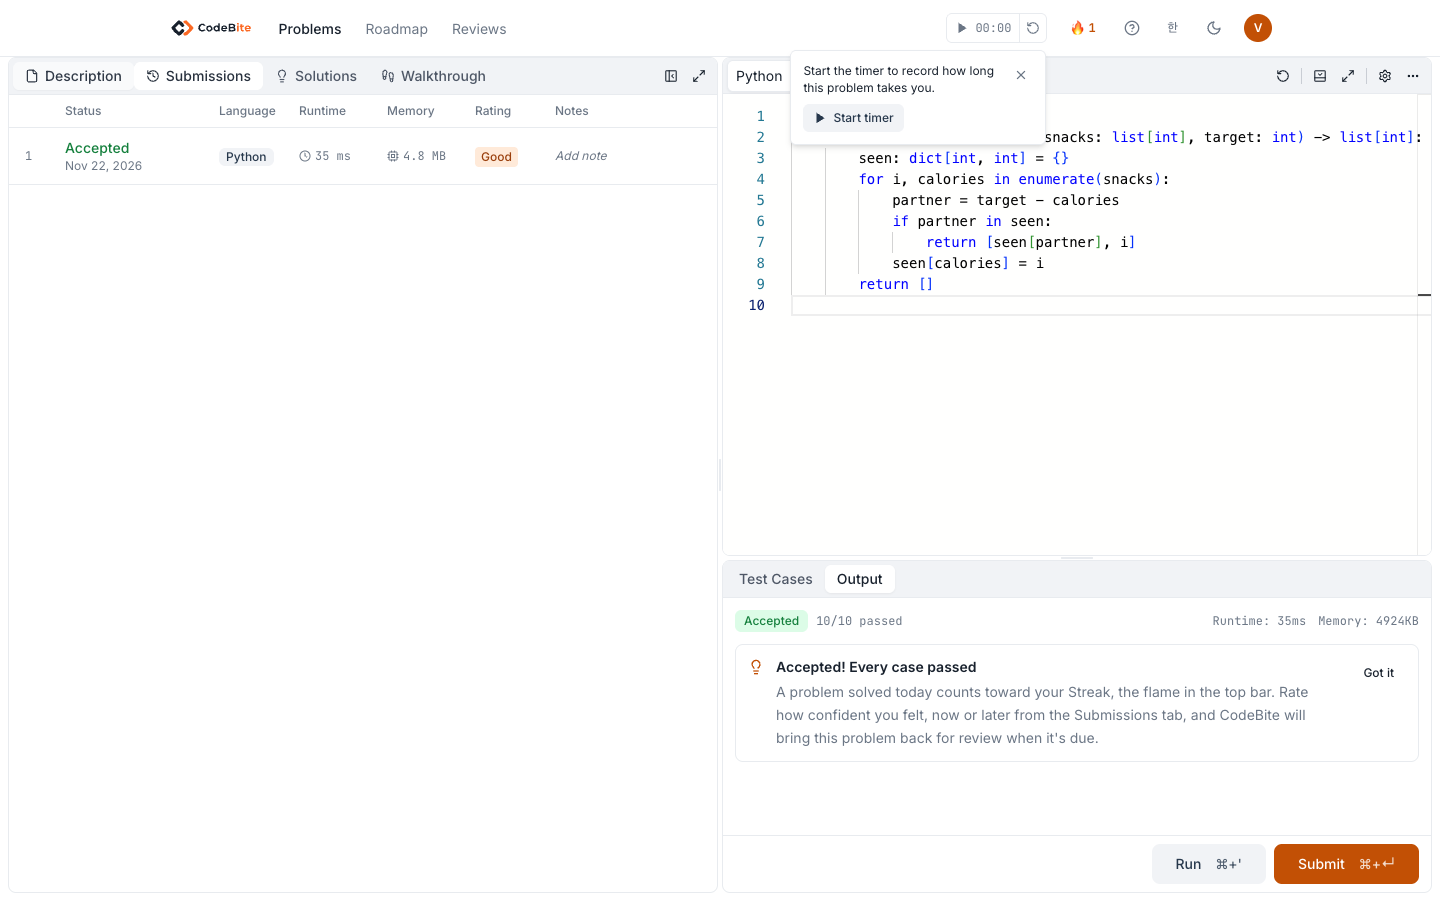 CodeBite
Problems
Roadmap
Reviews
00:00
1
한
V
Description
Submissions
Solutions
Walkthrough
Status
Language
Runtime
Memory
Rating
Notes
1
Accepted
Nov 22, 2026
Python
35 ms
4.8 MB
Good
Add note
Python
Start the timer to record how long
this problem takes you.
Start timer
1
2 snacks: list[int], target: int) -> list[int]:
3 seen: dict[int, int] = {}
4 for i, calories in enumerate(snacks):
5 partner = target - calories
6 if partner in seen:
7 return [seen[partner], i]
8 seen[calories] = i
9 return []
10
Test Cases
Output
Accepted
10/10 passed
Runtime: 35ms
Memory: 4924KB
Accepted! Every case passed
Got it
A problem solved today counts toward your Streak, the flame in the top bar. Rate
how confident you felt, now or later from the Submissions tab, and CodeBite will
bring this problem back for review when it's due.
Run ⌘+'
Submit ⌘+↵